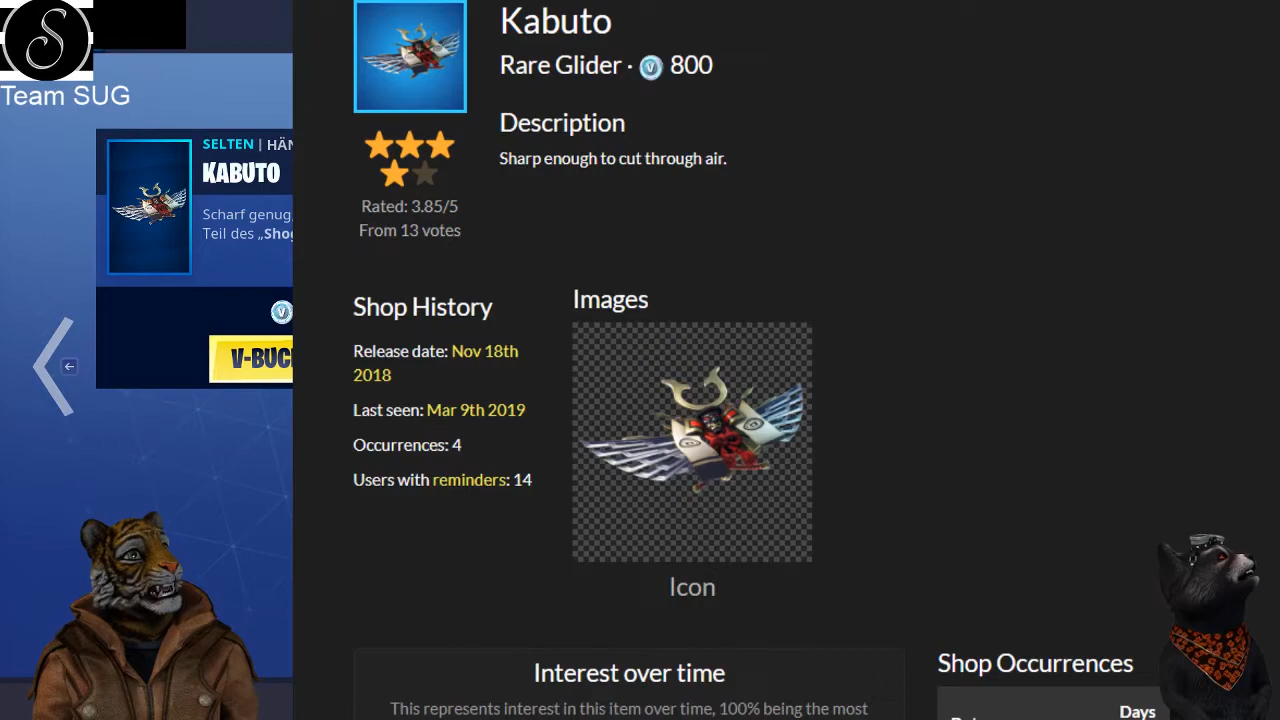 S
Team SUG
SELTEN | HÄN
KABUTO
Scharf genug,
Teil des „Shog
V
V-BUC
Kabuto
Rare Glider · V 800
Description
Sharp enough to cut through air.
Rated: 3.85/5
From 13 votes
Shop History
Release date: Nov 18th
2018
Last seen: Mar 9th 2019
Occurrences: 4
Users with reminders: 14
Images
Icon
Interest over time
This represents interest in this item over time, 100% being the most
Shop Occurrences
Days